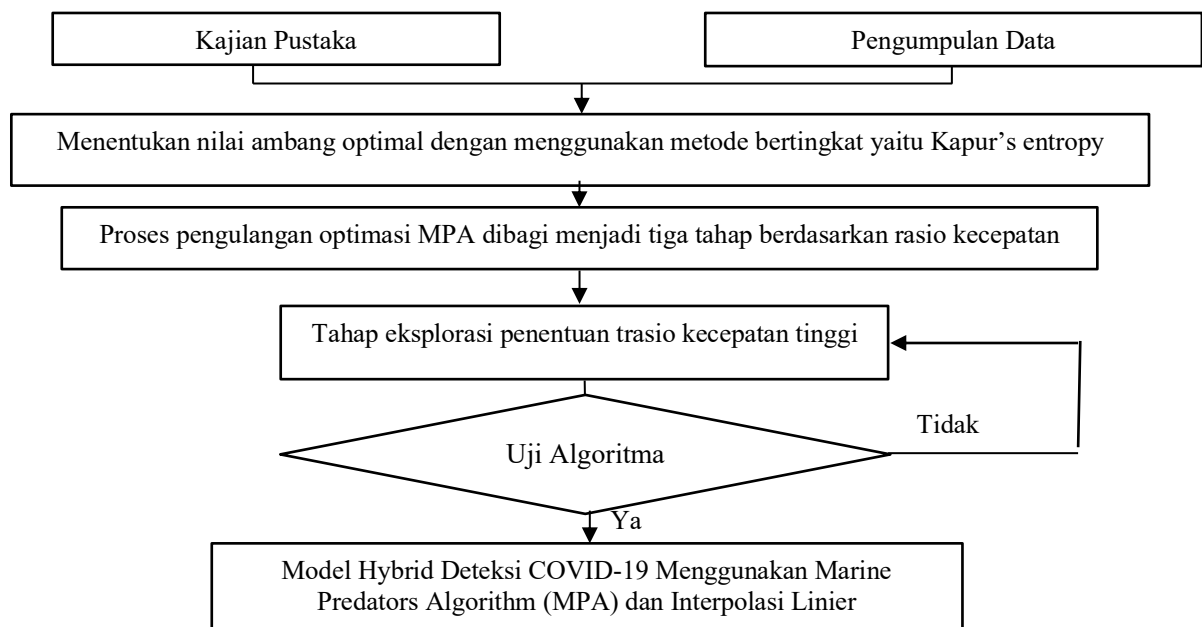 Kajian Pustaka
Pengumpulan Data
Menentukan nilai ambang optimal dengan menggunakan metode bertingkat yaitu Kapur’s entropy
Proses pengulangan optimasi MPA dibagi menjadi tiga tahap berdasarkan rasio kecepatan
Tahap eksplorasi penentuan trasio kecepatan tinggi
Tidak
Uji Algoritma
Ya
Model Hybrid Deteksi COVID-19 Menggunakan Marine
Predators Algorithm (MPA) dan Interpolasi Linier